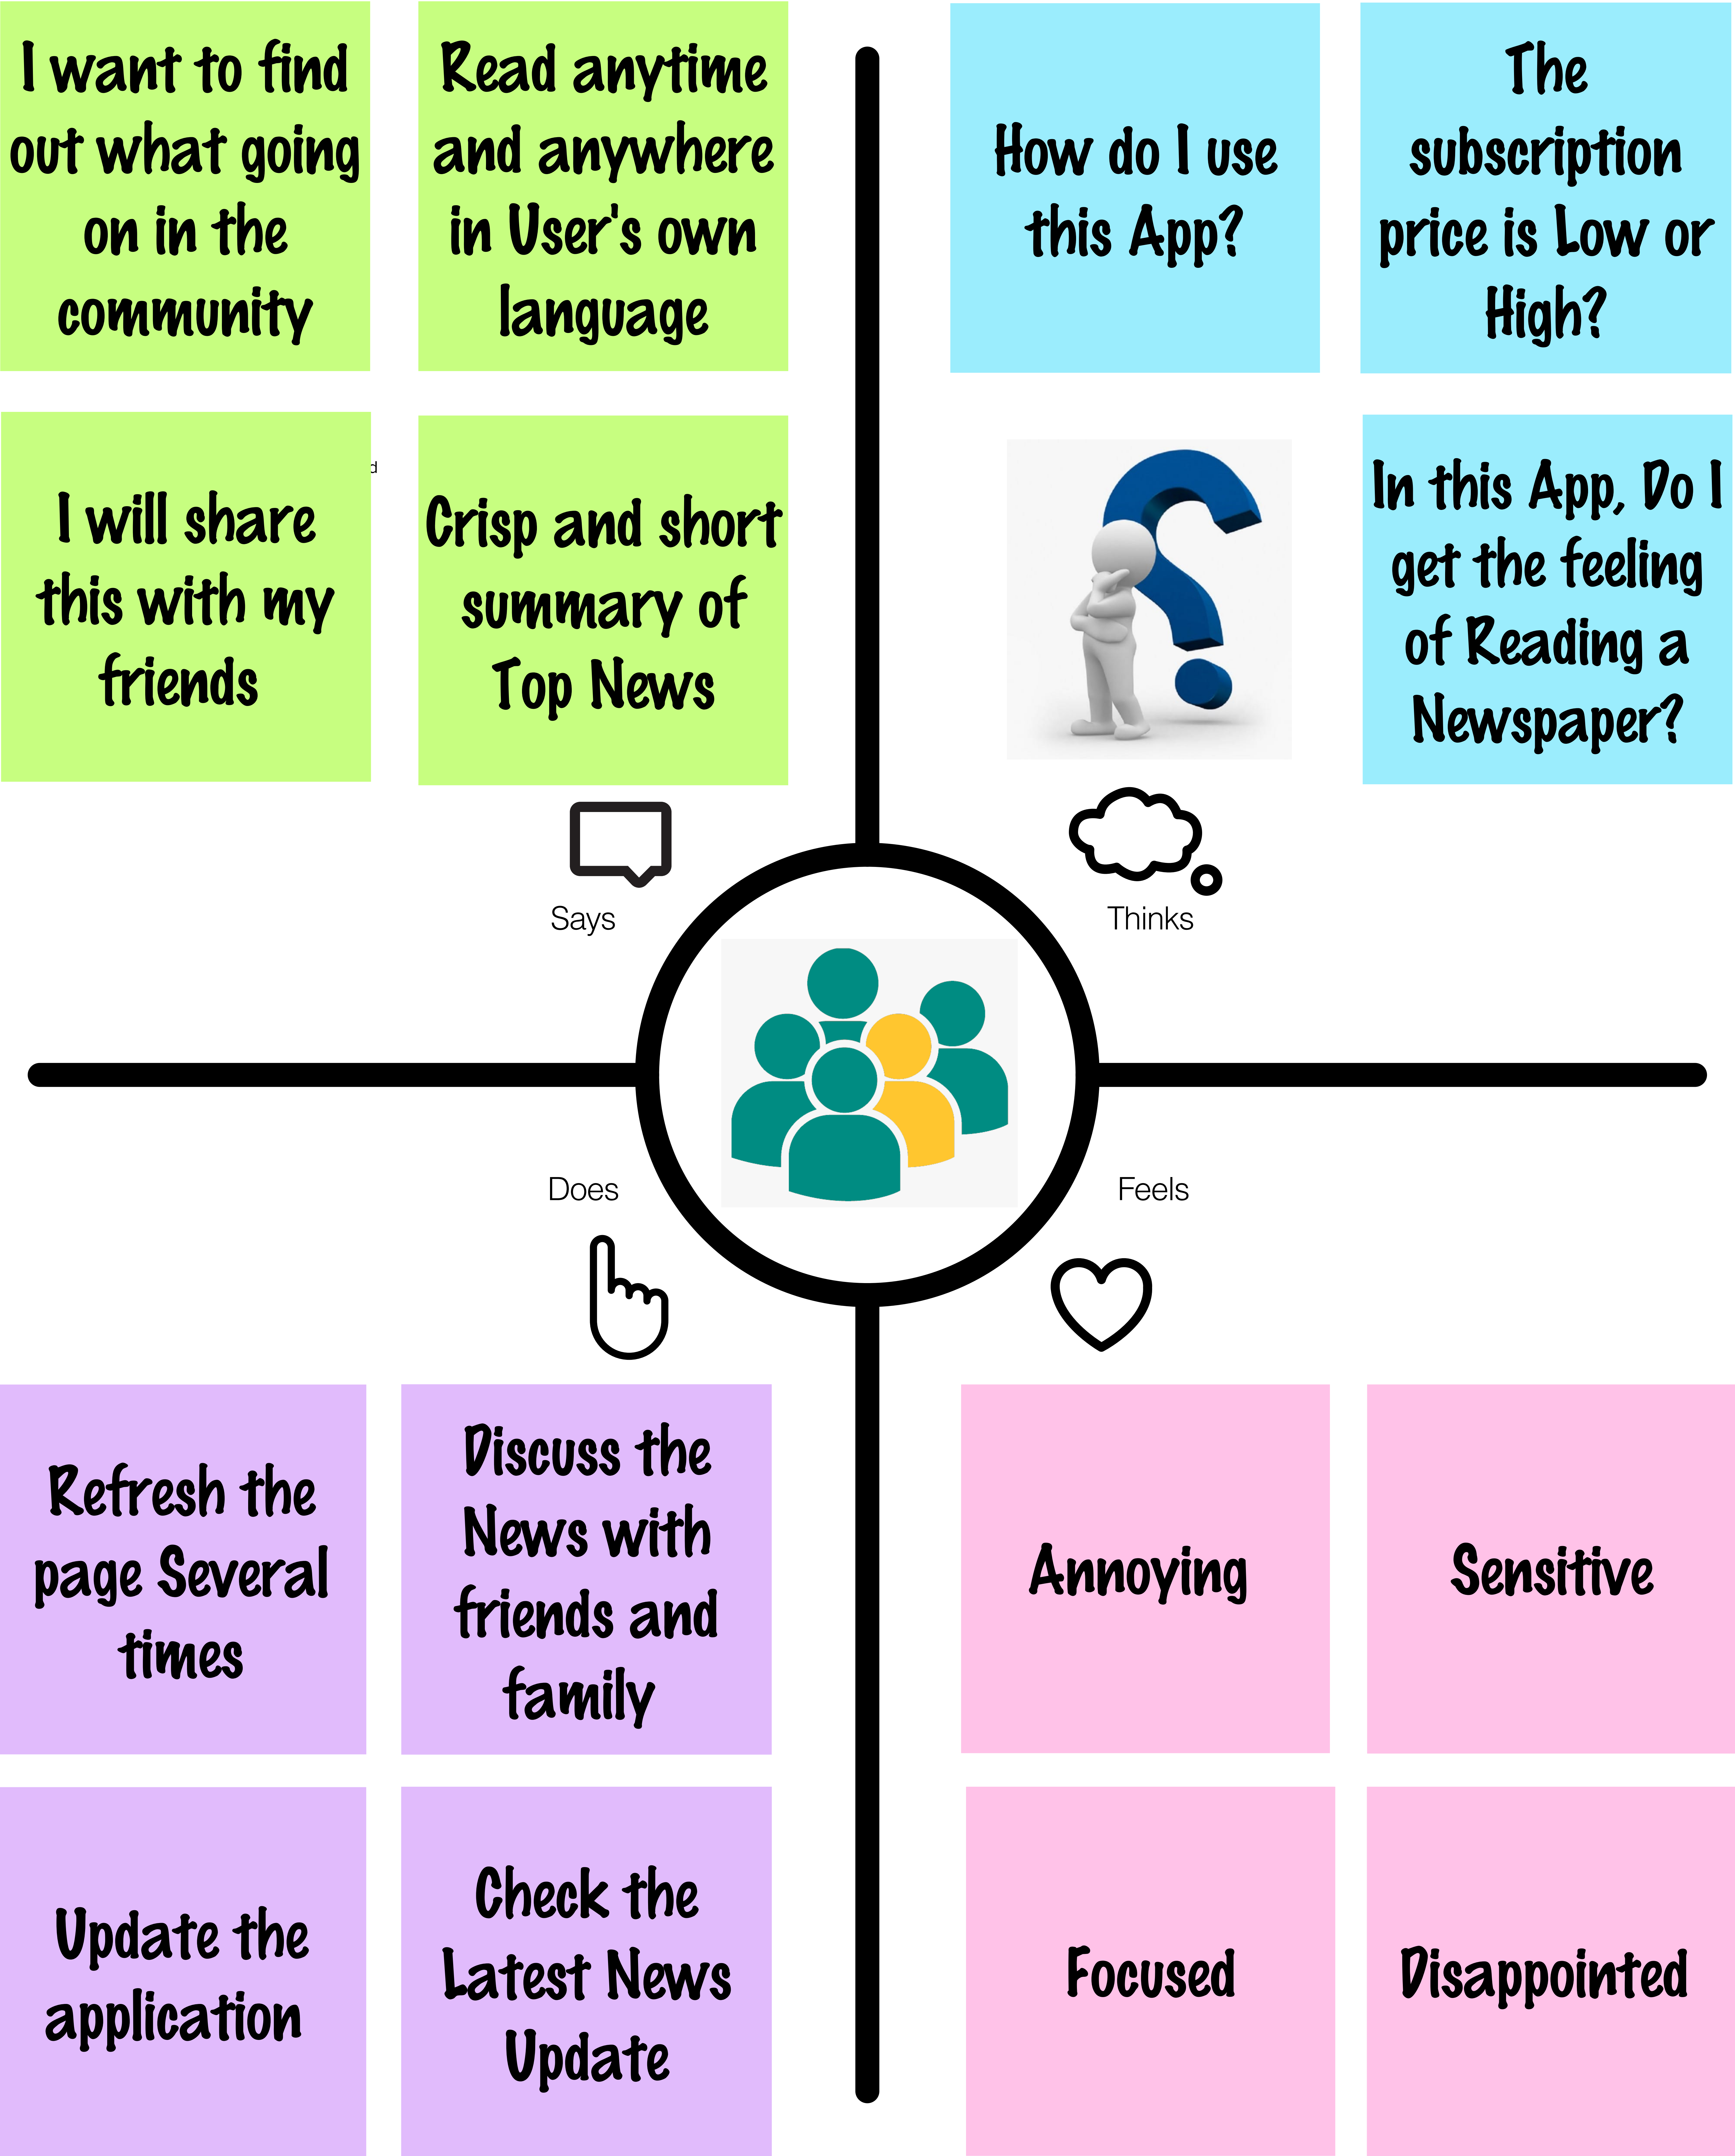 I want to find
out what going
on in the
community
Read anytime
and anywhere
in User's own
language
How do I use
this App?
The
subscription
price is Low or
High?
I will share
this with my
friends
d
Crisp and short
summary of
Top News
In this App, Do I
get the feeling
of Reading a
Newspaper?
Says
Thinks
Does
Feels
Refresh the
page Several
times
Discuss the
News with
friends and
family
Annoying
Sensitive
Update the
application
Check the
Latest News
Update
Focused
Disappointed